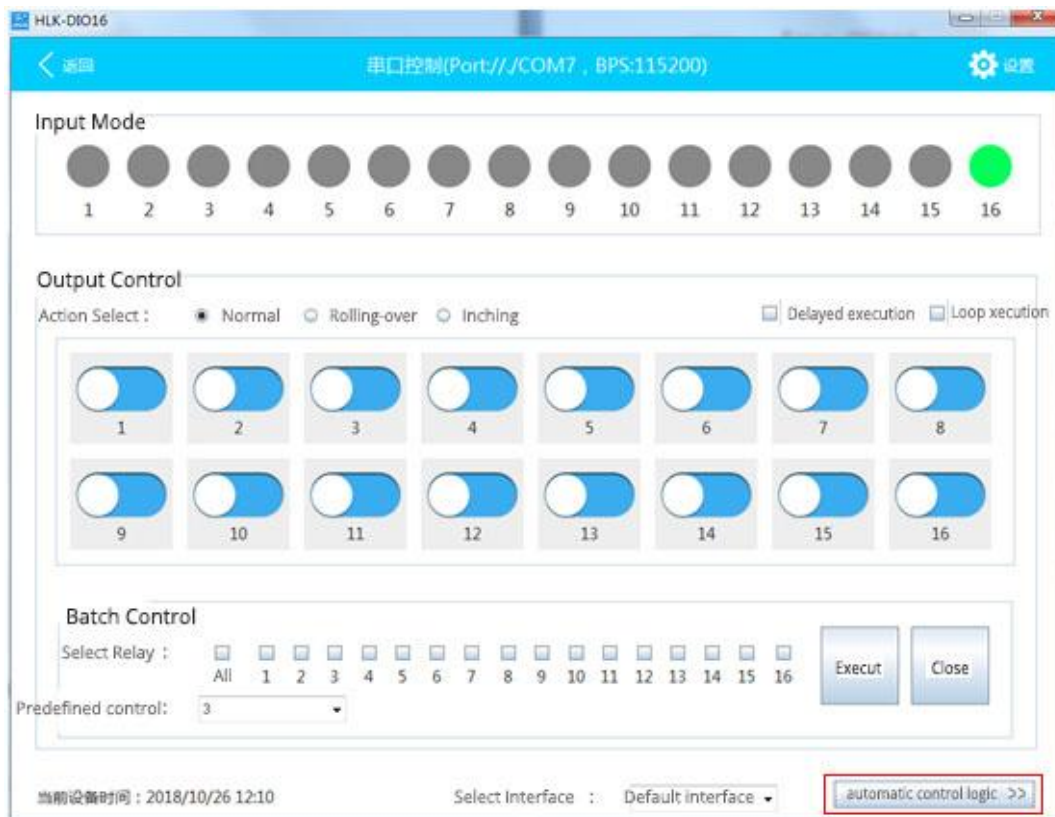 HLK-DIO16
返回 串口控制(Port://./COM7，BPS:115200) 设置
Input Mode
1 2 3 4 5 6 7 8 9 10 11 12 13 14 15 16
Output Control
Action Select： Normal Rolling-over Inching Delayed execution Loop xecution
1 2 3 4 5 6 7 8
9 10 11 12 13 14 15 16
Batch Control
Select Relay： All 1 2 3 4 5 6 7 8 9 10 11 12 13 14 15 16
Execut Close
Predefined control： 3
当前设备时间：2018/10/26 12:10 Select Interface ： Default interface automatic control logic >>